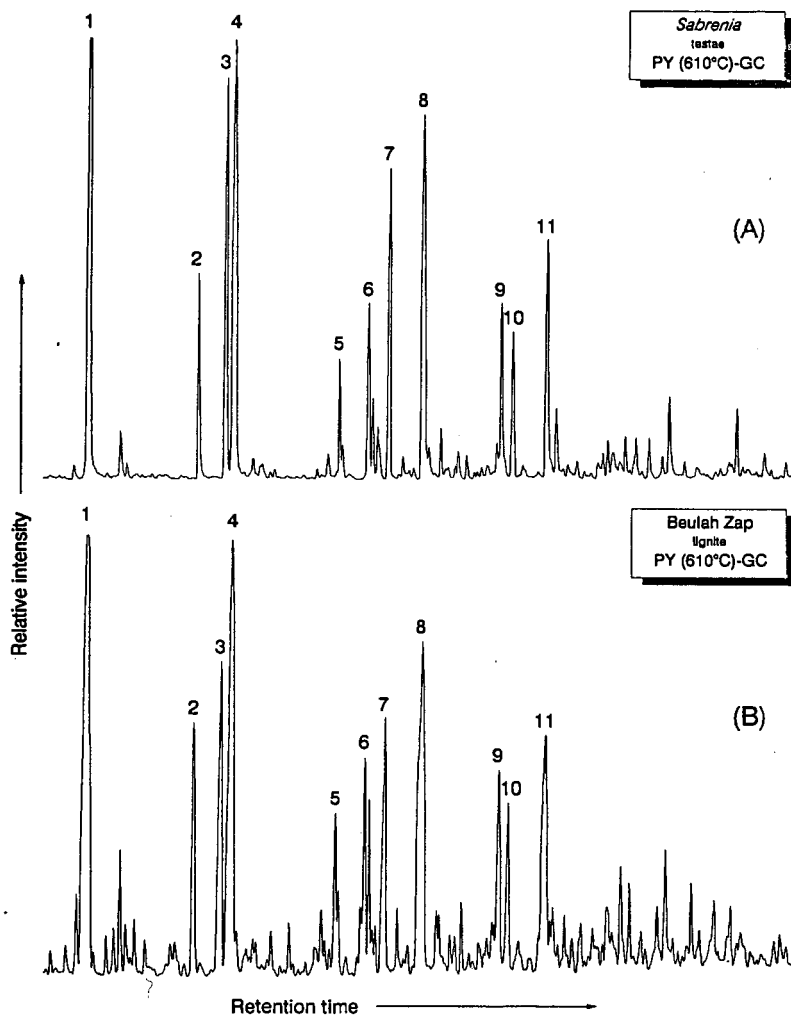 Sabrenia
testae
PY (610°C)-GC
1
2
3
4
5
6
7
8
9
10
11
(A)
Beulah Zap
lignite
PY (610°C)-GC
1
2
3
4
5
6
7
8
9
10
11
(B)
Relative intensity
Retention time